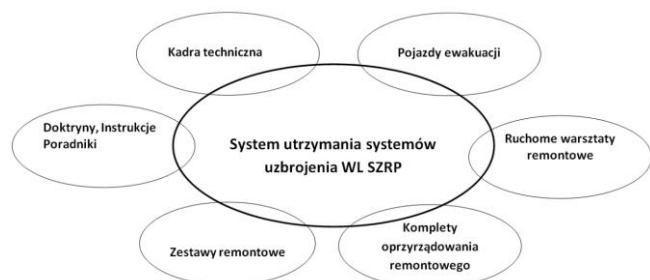 Kadra techniczna
Pojazdy ewakuacji
Doktryny, Instrukcje
Poradniki
System utrzymania systemów
uzbrojenia WL SZRP
Ruchome warsztaty
remontowe
Zestawy remontowe
Komplety
oprzyrządowania
remontowego